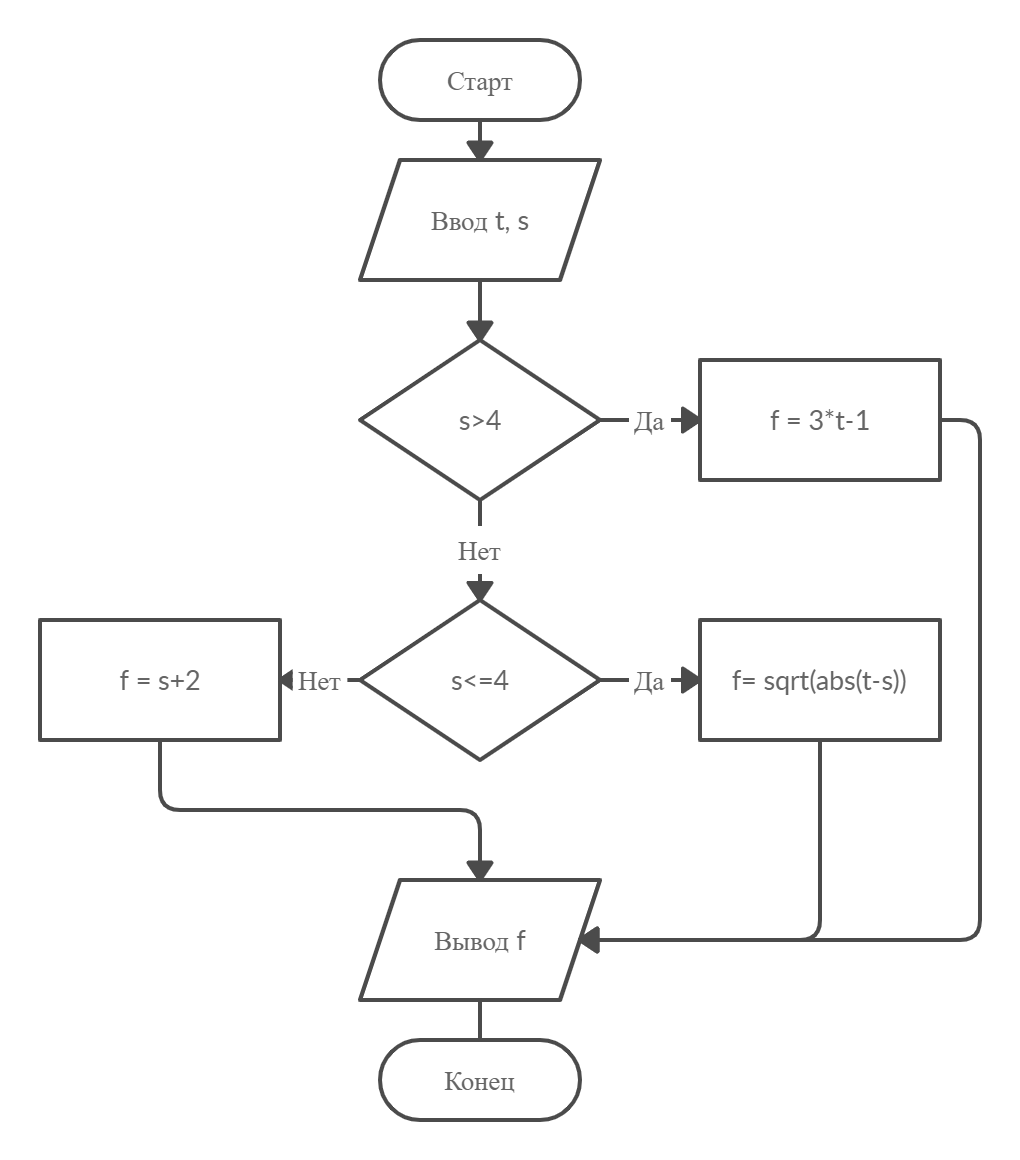 Старт
Ввод t, s
s>4
Да
f = 3*t-1
Нет
f = s+2
Нет
s<=4
Да
f= sqrt(abs(t-s))
Вывод f
Конец